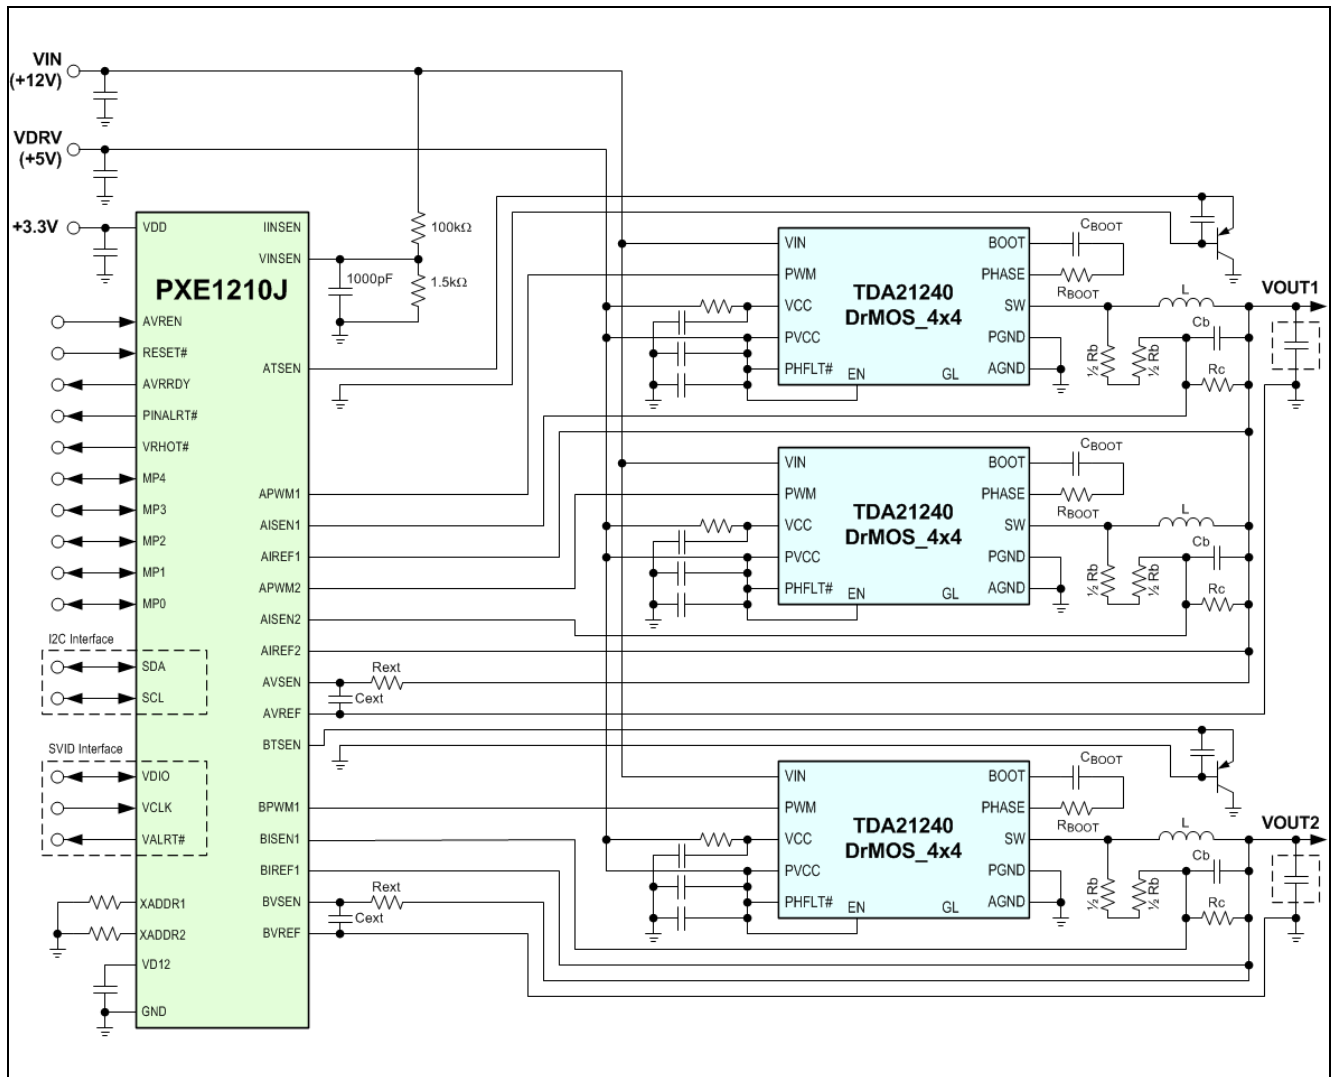 VIN
(+12V)
VDRV
(+5V)
+3.3V
VDD
IINSEN
VINSEN
100kΩ
1000pF
1.5kΩ
PXE1210J
AVREN
RESET#
AVRRDY
PINALRT#
VRHOT#
MP4
MP3
MP2
MP1
MP0
I2C Interface
SDA
SCL
SVID Interface
VDIO
VCLK
VALRT#
XADDR1
XADDR2
VD12
GND
ATSEN
APWM1
AISEN1
AIREF1
APWM2
AISEN2
AIREF2
AVSEN
AVREF
BTSEN
BPWM1
BISEN1
BIREF1
BVSEN
BVREF
Rext
Cext
Rext
Cext
VIN
PWM
VCC
PVCC
PHFLT#
EN
GL
TDA21240
DrMOS_4x4
BOOT
PHASE
SW
PGND
AGND
CBOOT
RBOOT
L
VOUT1
Cb
½ Rb
½ Rb
Rc
VIN
PWM
VCC
PVCC
PHFLT#
EN
GL
TDA21240
DrMOS_4x4
BOOT
PHASE
SW
PGND
AGND
CBOOT
RBOOT
L
Cb
½ Rb
½ Rb
Rc
VIN
PWM
VCC
PVCC
PHFLT#
EN
GL
TDA21240
DrMOS_4x4
BOOT
PHASE
SW
PGND
AGND
CBOOT
RBOOT
L
VOUT2
Cb
½ Rb
½ Rb
Rc